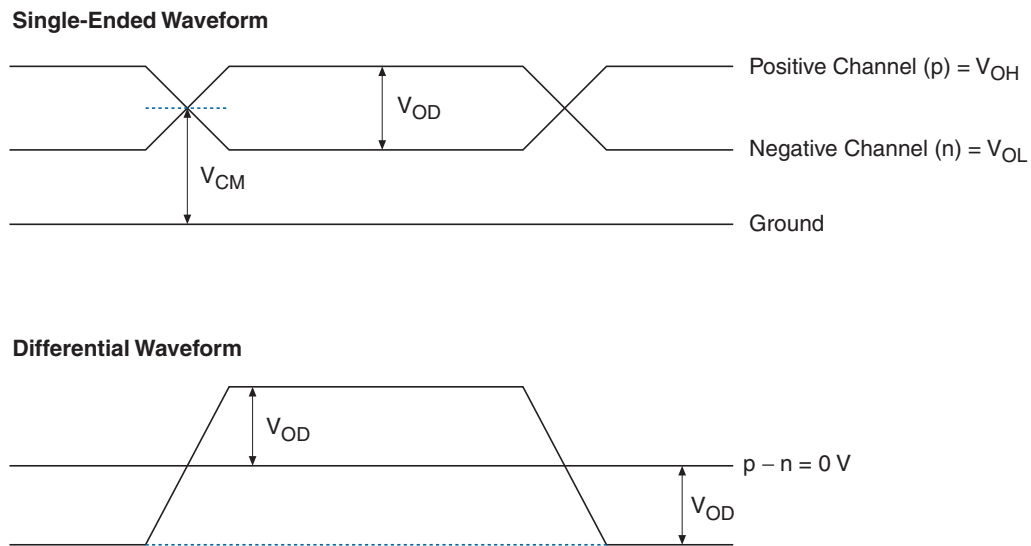 Single-Ended Waveform
Positive Channel (p) = VOH
VOD
Negative Channel (n) = VOL
VCM
Ground
Differential Waveform
VOD
p − n = 0 V
VOD